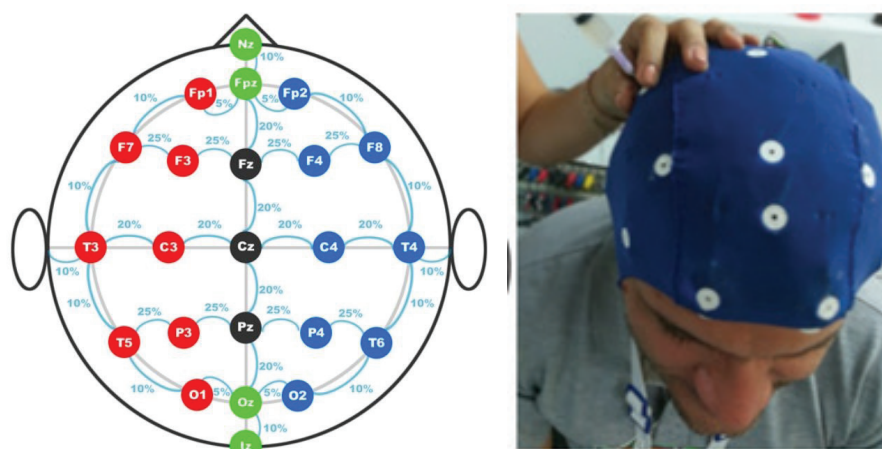 Nz
10%
Fp1 Fpz Fp2
10% 5% 5% 10%
20%
F7 25% 25% 25% 25% F8
F3 Fz F4
10% 20% 10%
20% 20% 20% 20%
T3 C3 Cz C4 T4
10% 10%
10% 20% 10%
25% 25% 25% 25%
T5 P3 Pz P4 T6
20%
10% O1 5% Oz 5% O2 10%
10%
Iz